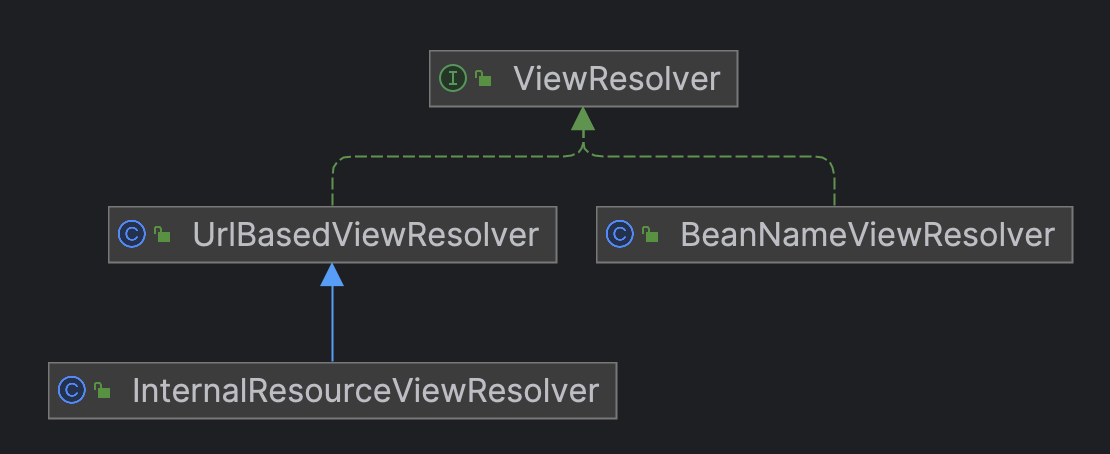 I ViewResolver
C UrlBasedViewResolver
C BeanNameViewResolver
C InternalResourceViewResolver